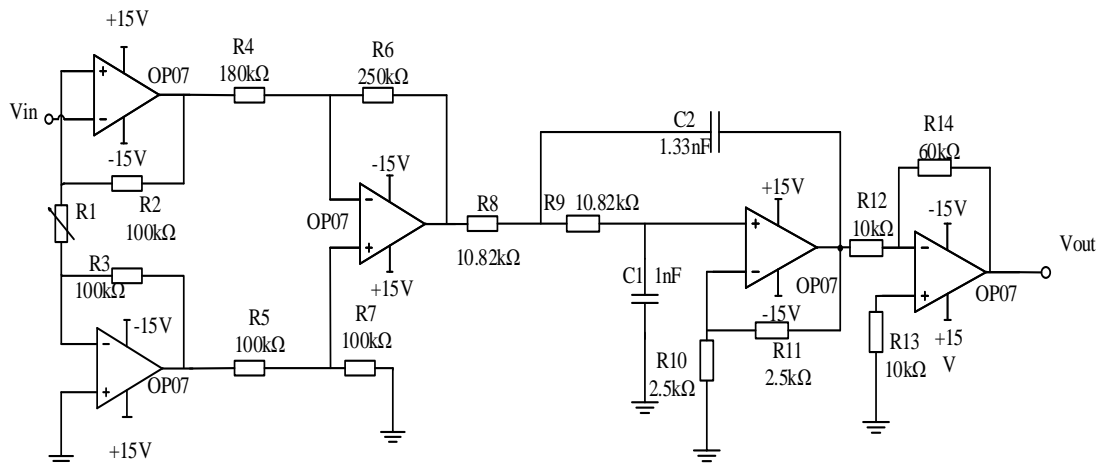 +15V
OP07
Vin
-15V
R4
180kΩ
R6
250kΩ
R2
100kΩ
R1
R3
100kΩ
-15V
OP07
+15V
R5
100kΩ
R7
100kΩ
-15V
OP07
+15V
R8
10.82kΩ
R9
10.82kΩ
C2
1.33nF
C1
1nF
+15V
OP07
-15V
R10
2.5kΩ
R11
2.5kΩ
R12
10kΩ
R14
60kΩ
-15V
OP07
+15
V
R13
10kΩ
Vout